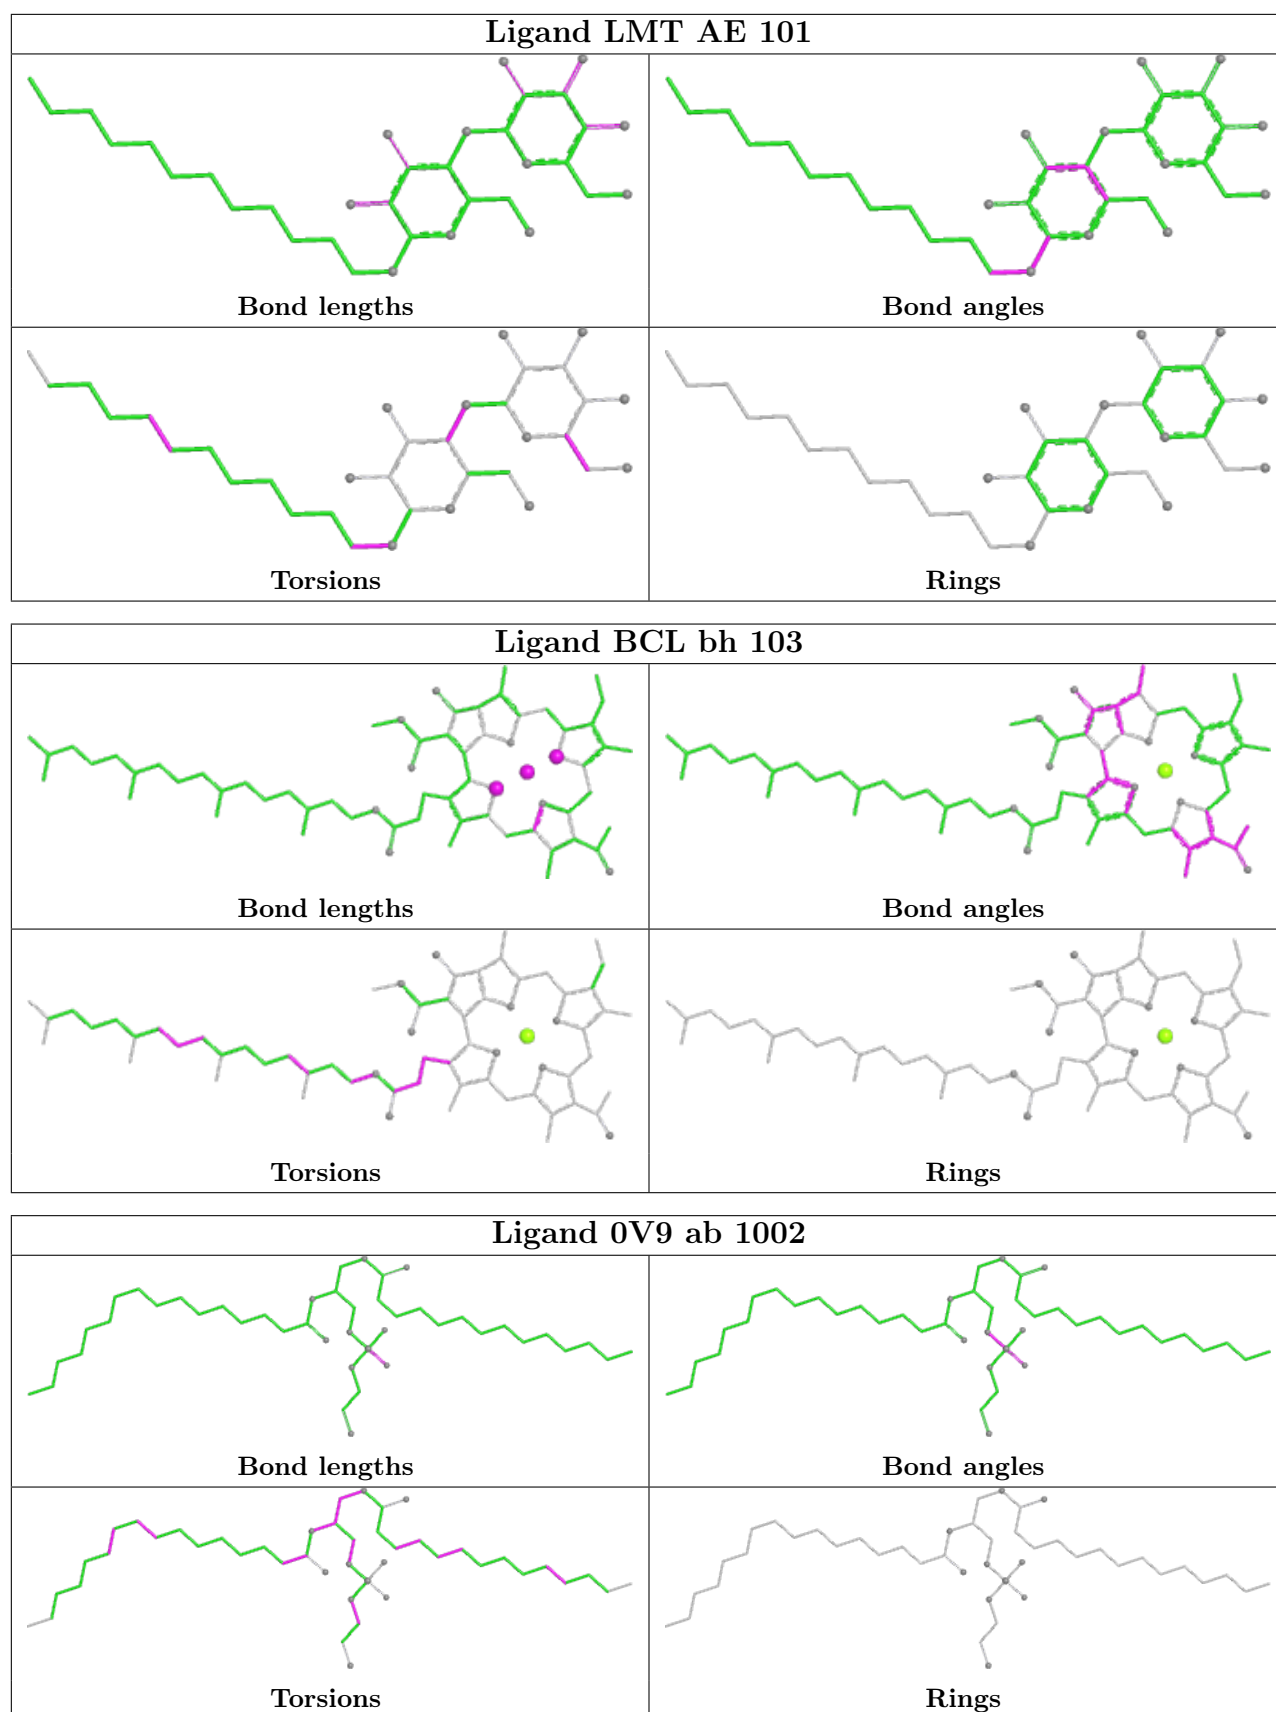 Ligand LMT AE 101
Bond lengths
Bond angles
Torsions
Rings
Ligand BCL bh 103
Bond lengths
Bond angles
Torsions
Rings
Ligand 0V9 ab 1002
Bond lengths
Bond angles
Torsions
Rings